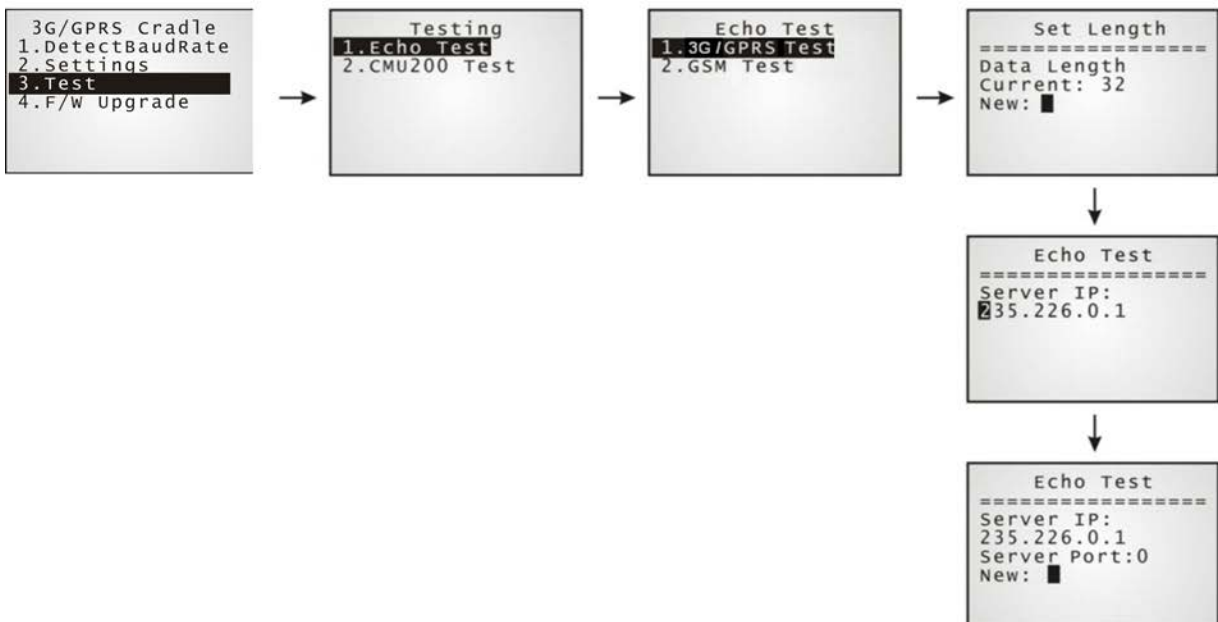 3G/GPRS Cradle
1.DetectBaudRate
2.Settings
3.Test
4.F/W Upgrade
Testing
1.Echo Test
2.CMU200 Test
Echo Test
1.3G/GPRS Test
2.GSM Test
Set Length
=================
Data Length
Current: 32
New:
Echo Test
=================
Server IP:
235.226.0.1
Echo Test
=================
Server IP:
235.226.0.1
Server Port:0
New: